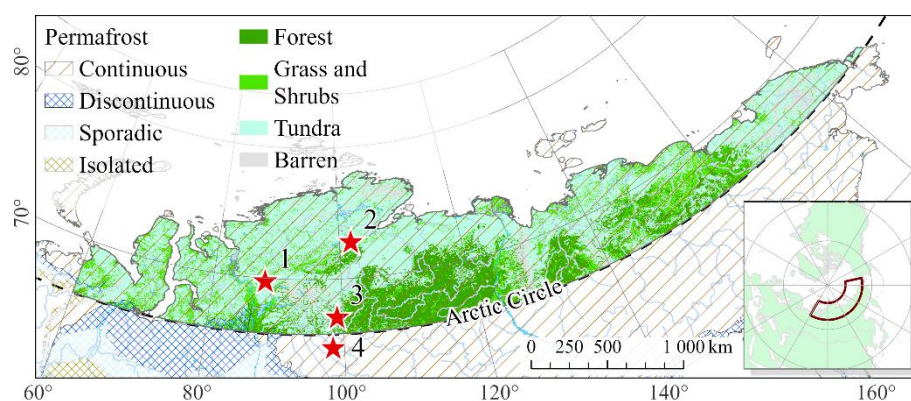 Permafrost
Continuous
Discontinuous
Sporadic
Isolated
Forest
Grass and
Shrubs
Tundra
Barren
80°
70°
1
2
3
4
Arctic Circle
0 250 500 1 000 km
60° 80° 100° 120° 140° 160°